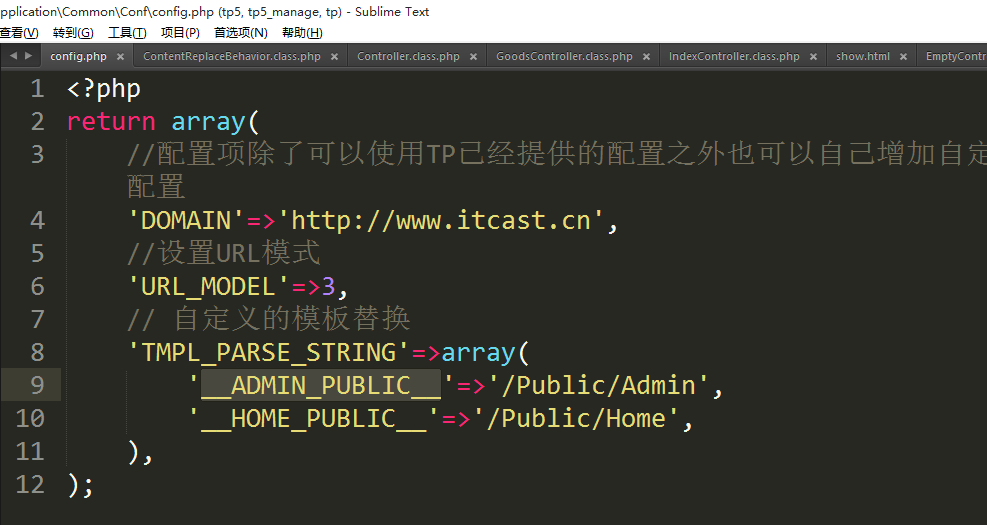 pplication\Common\Conf\config.php (tp5, tp5_manage, tp) - Sublime Text
查看(V) 转到(G) 工具(T) 项目(P) 首选项(N) 帮助(H)
config.php × ContentReplaceBehavior.class.php × Controller.class.php × GoodsController.class.php × IndexController.class.php × show.html × EmptyContr
1 <?php
2 return array(
3 //配置项除了可以使用TP已经提供的配置之外也可以自己增加自定
配置
4 'DOMAIN'=>'http://www.itcast.cn',
5 //设置URL模式
6 'URL_MODEL'=>3,
7 // 自定义的模板替换
8 'TMPL_PARSE_STRING'=>array(
9 '__ADMIN_PUBLIC__'=>'/Public/Admin',
10 '__HOME_PUBLIC__'=>'/Public/Home',
11 ),
12 );